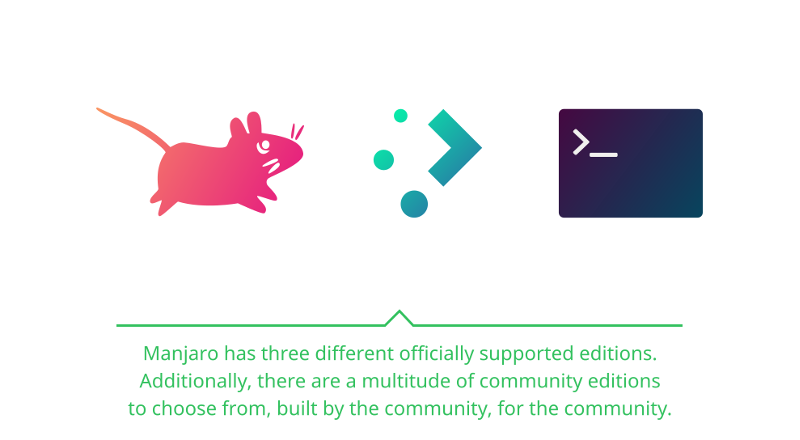 >_
Manjaro has three different officially supported editions.
Additionally, there are a multitude of community editions
to choose from, built by the community, for the community.